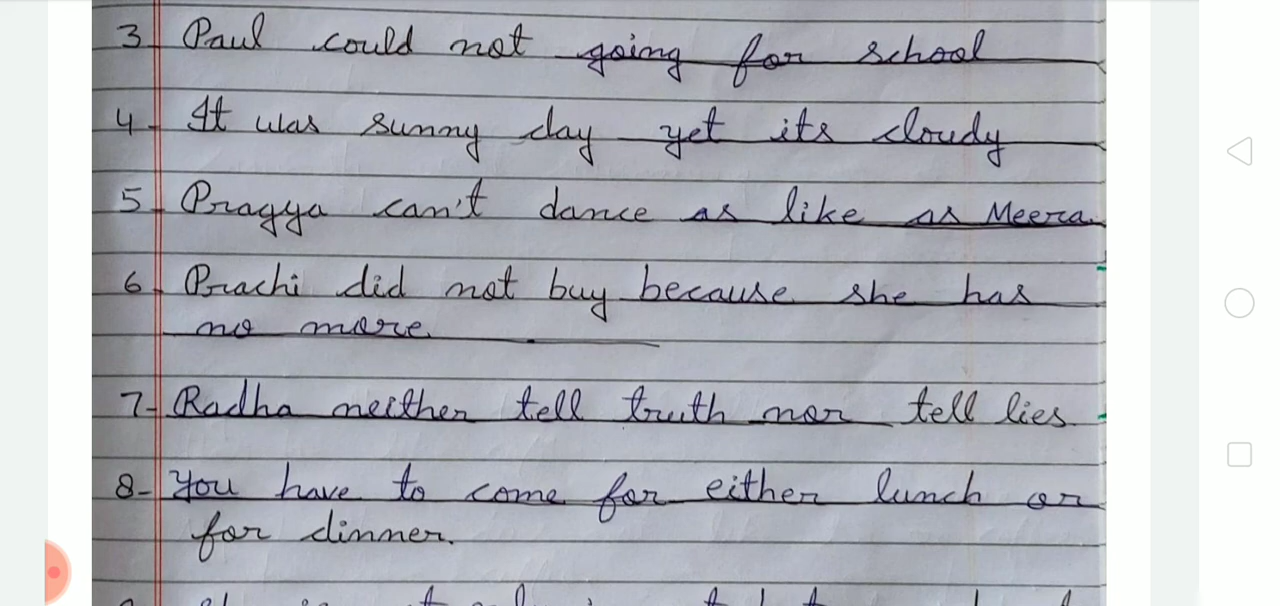 3 Paul could not going for school
4 It was sunny day yet its cloudy
5 Pragya can't dance as like as Meera.
6 Prachi did not buy because she has
no more.
7- Radha neither tell truth nor tell lies
8- You have to come for either lunch or
for dinner.